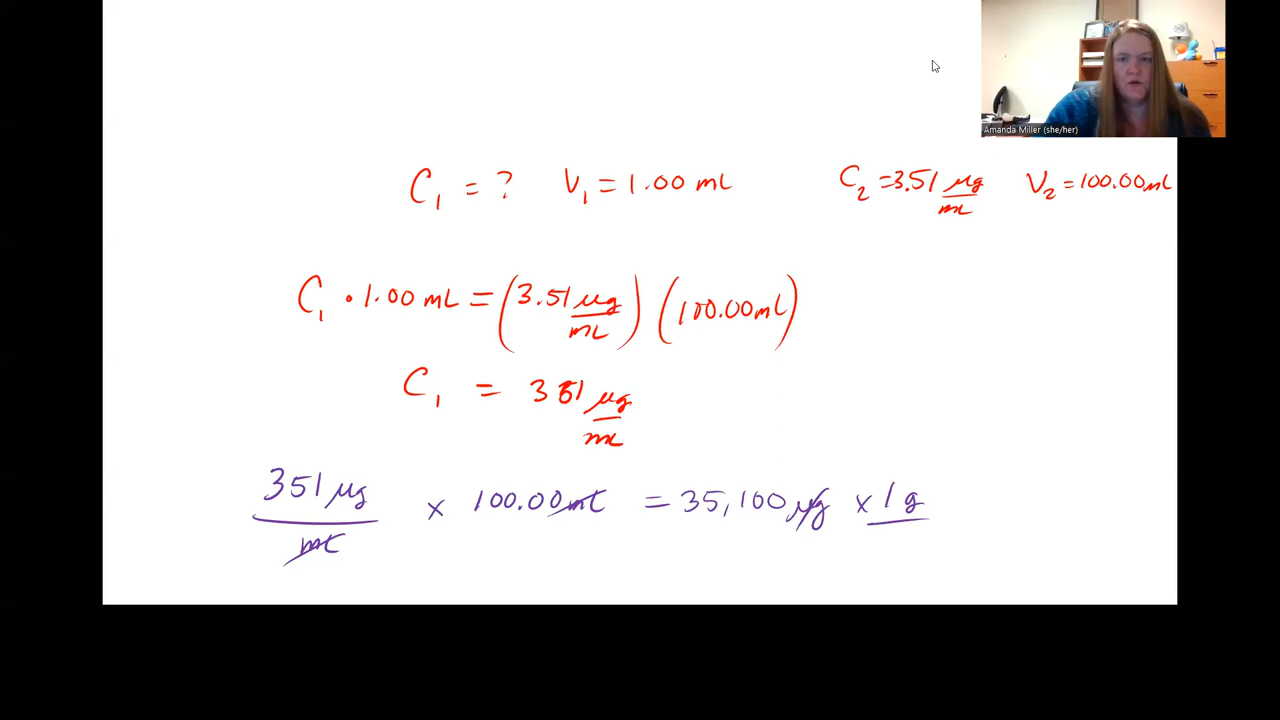 Amanda Miller (she/her)
C₁ = ? V₁ = 1.00 mL C₂ = 3.51 µg/mL V₂ = 100.00 mL
C₁ · 1.00 mL = (3.51 µg/mL) (100.00 mL)
C₁ = 351 µg/mL
351 µg/mL × 100.00 mL = 35,100 µg × 1 g